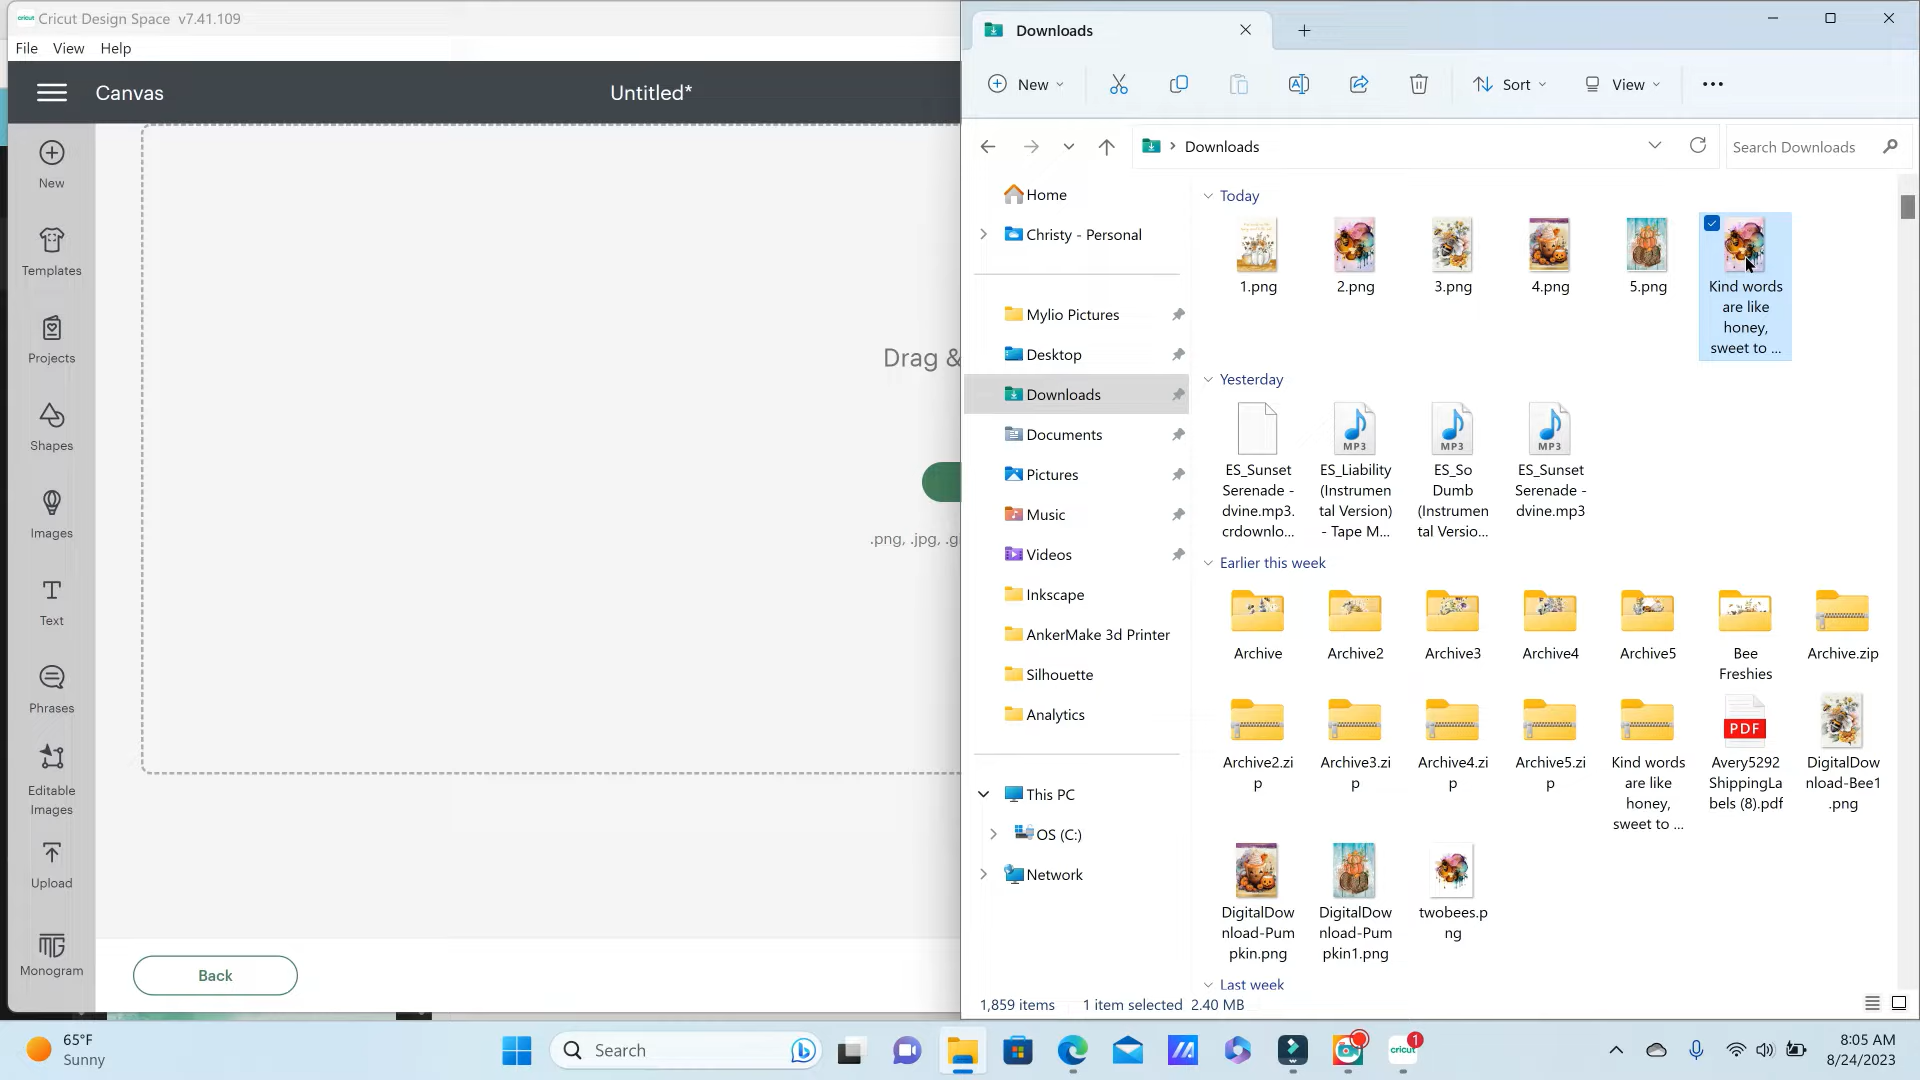 cricut Cricut Design Space v7.41.109
File View Help
Canvas
Untitled*
New
Templates
Projects
Shapes
Images
Text
Phrases
Editable
Images
Upload
Monogram
Drag &
.png, .jpg, .g
Back
Downloads
New
Sort
View
Downloads
Search Downloads
Home
Christy - Personal
Mylio Pictures
Desktop
Downloads
Documents
Pictures
Music
Videos
Inkscape
AnkerMake 3d Printer
Silhouette
Analytics
This PC
OS (C:)
Network
Today
1.png
2.png
3.png
4.png
5.png
Kind words
are like
honey,
sweet to ...
Yesterday
MP3
MP3
MP3
ES_Sunset
Serenade -
dvine.mp3.
crdownlo...
ES_Liability
(Instrumen
tal Version)
- Tape M...
ES_So
Dumb
(Instrumen
tal Versio...
ES_Sunset
Serenade -
dvine.mp3
Earlier this week
Archive
Archive2
Archive3
Archive4
Archive5
Bee
Freshies
Archive.zip
Archive2.zi
p
Archive3.zi
p
Archive4.zi
p
Archive5.zi
p
Kind words
are like
honey,
sweet to ...
PDF
Avery5292
ShippingLa
bels (8).pdf
DigitalDow
nload-Bee1
.png
DigitalDow
nload-Pum
pkin.png
DigitalDow
nload-Pum
pkin1.png
twobees.p
ng
Last week
1,859 items 1 item selected 2.40 MB
65°F
Sunny
Search
cricut
1
8:05 AM
8/24/2023